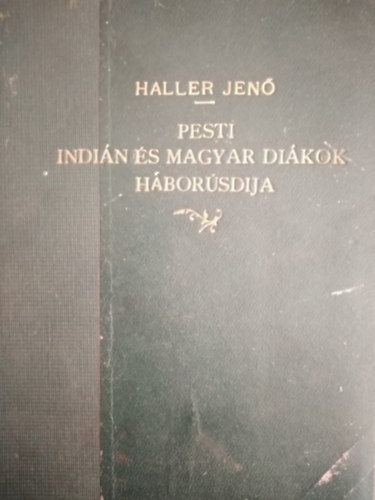 HALLER JENŐ
PESTI
INDIÁN ÉS MAGYAR DIÁKOK
HÁBORÚSDIJA